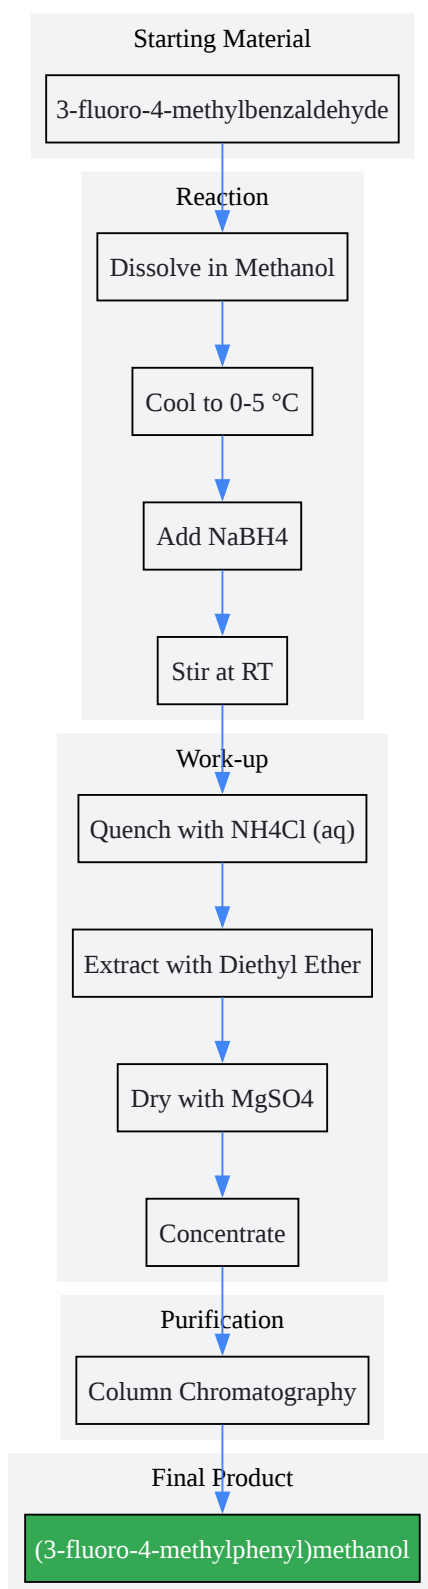 Starting Material
3-fluoro-4-methylbenzaldehyde
Reaction
Dissolve in Methanol
Cool to 0-5 °C
Add NaBH4
Stir at RT
Work-up
Quench with NH4Cl (aq)
Extract with Diethyl Ether
Dry with MgSO4
Concentrate
Purification
Column Chromatography
Final Product
(3-fluoro-4-methylphenyl)methanol